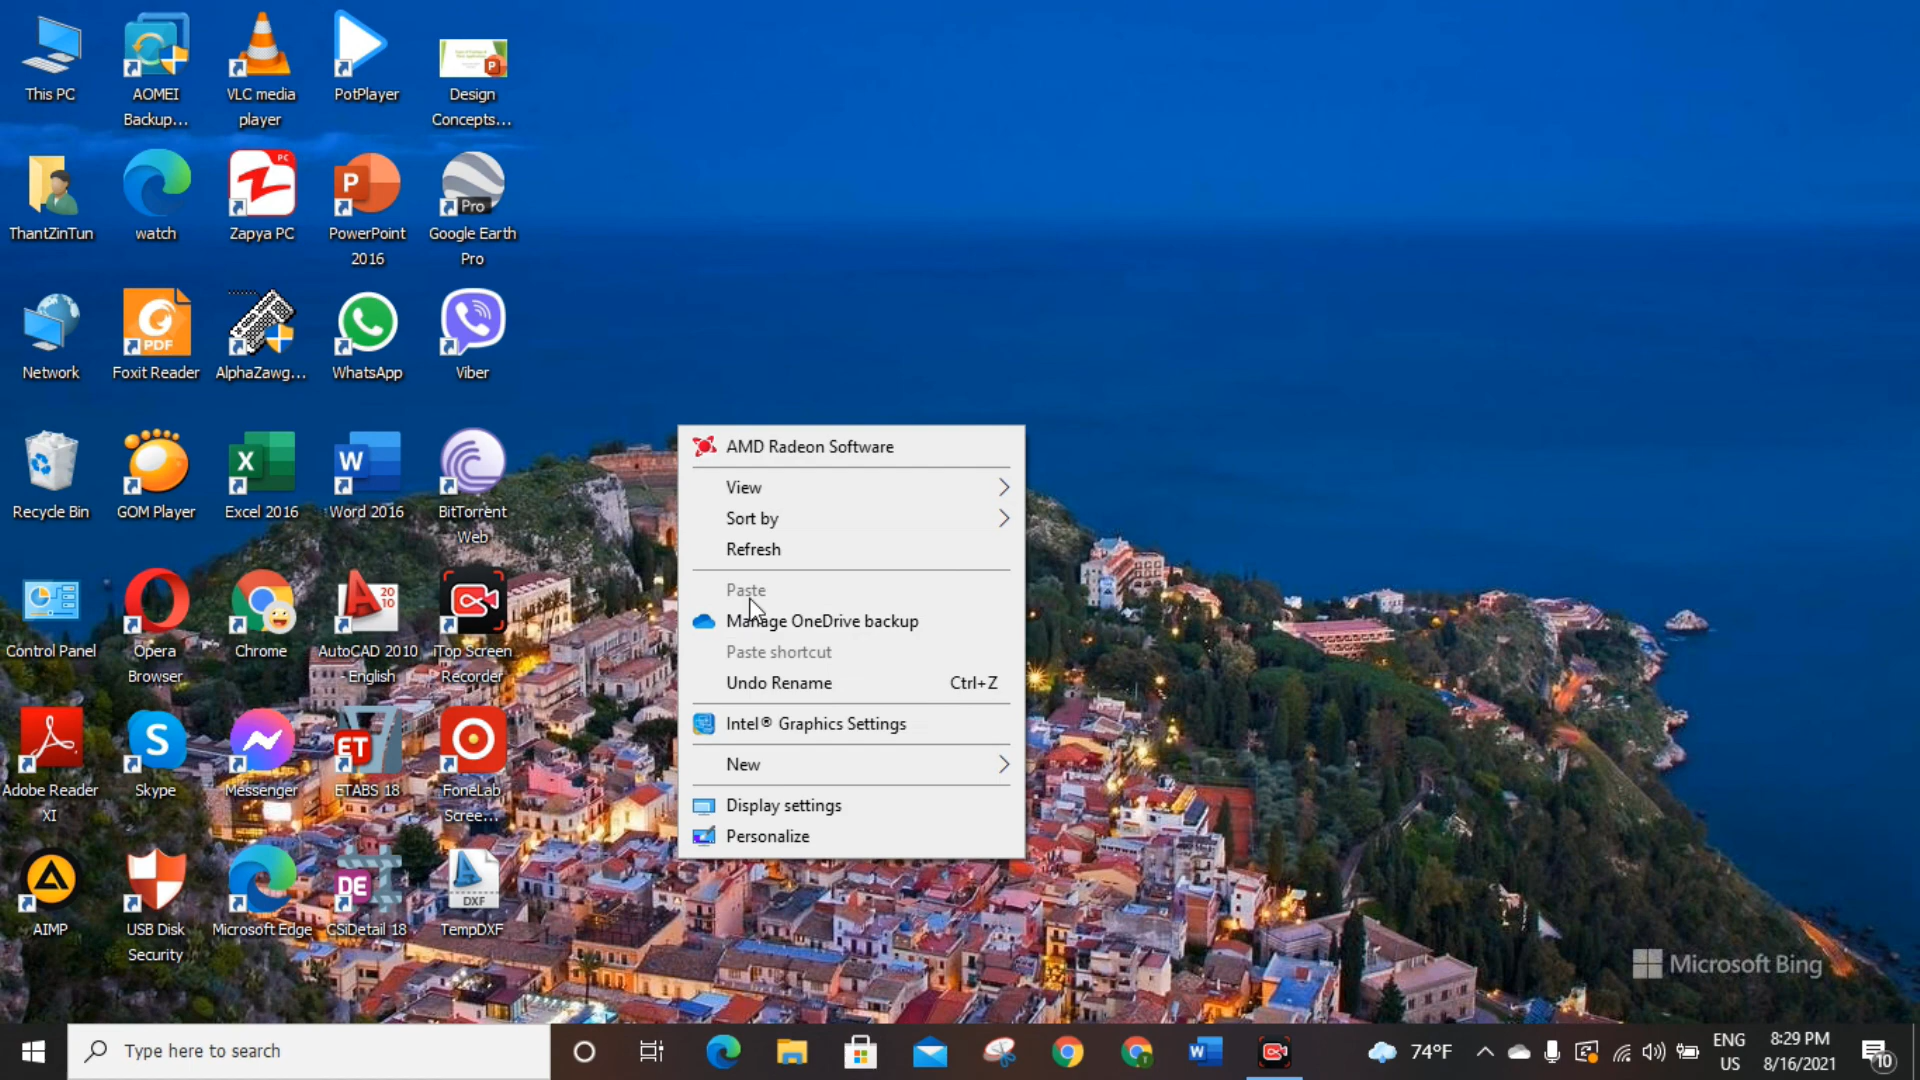 This PC
AOMEI
Backup...
VLC media
player
PotPlayer
Design
Concepts...
ThantZinTun
watch
Zapya PC
PowerPoint
2016
Google Earth
Pro
Network
Foxit Reader
AlphaZawg...
WhatsApp
Viber
Recycle Bin
GOM Player
Excel 2016
Word 2016
BitTorrent
Web
Control Panel
Opera
Browser
Chrome
AutoCAD 2010
- English
iTop Screen
Recorder
Adobe Reader
XI
Skype
Messenger
ETABS 18
FoneLab
Scree...
AIMP
USB Disk
Security
Microsoft Edge
CSiDetail 18
TempDXF
PC
P
Pro
PDF
X
W
20
10
S
ET
DE
DXF
AMD Radeon Software
View
Sort by
Refresh
Paste
Manage OneDrive backup
Paste shortcut
Undo Rename Ctrl+Z
Intel® Graphics Settings
New
Display settings
Personalize
Microsoft Bing
Type here to search
W
74°F
ENG
US
8:29 PM
8/16/2021
10